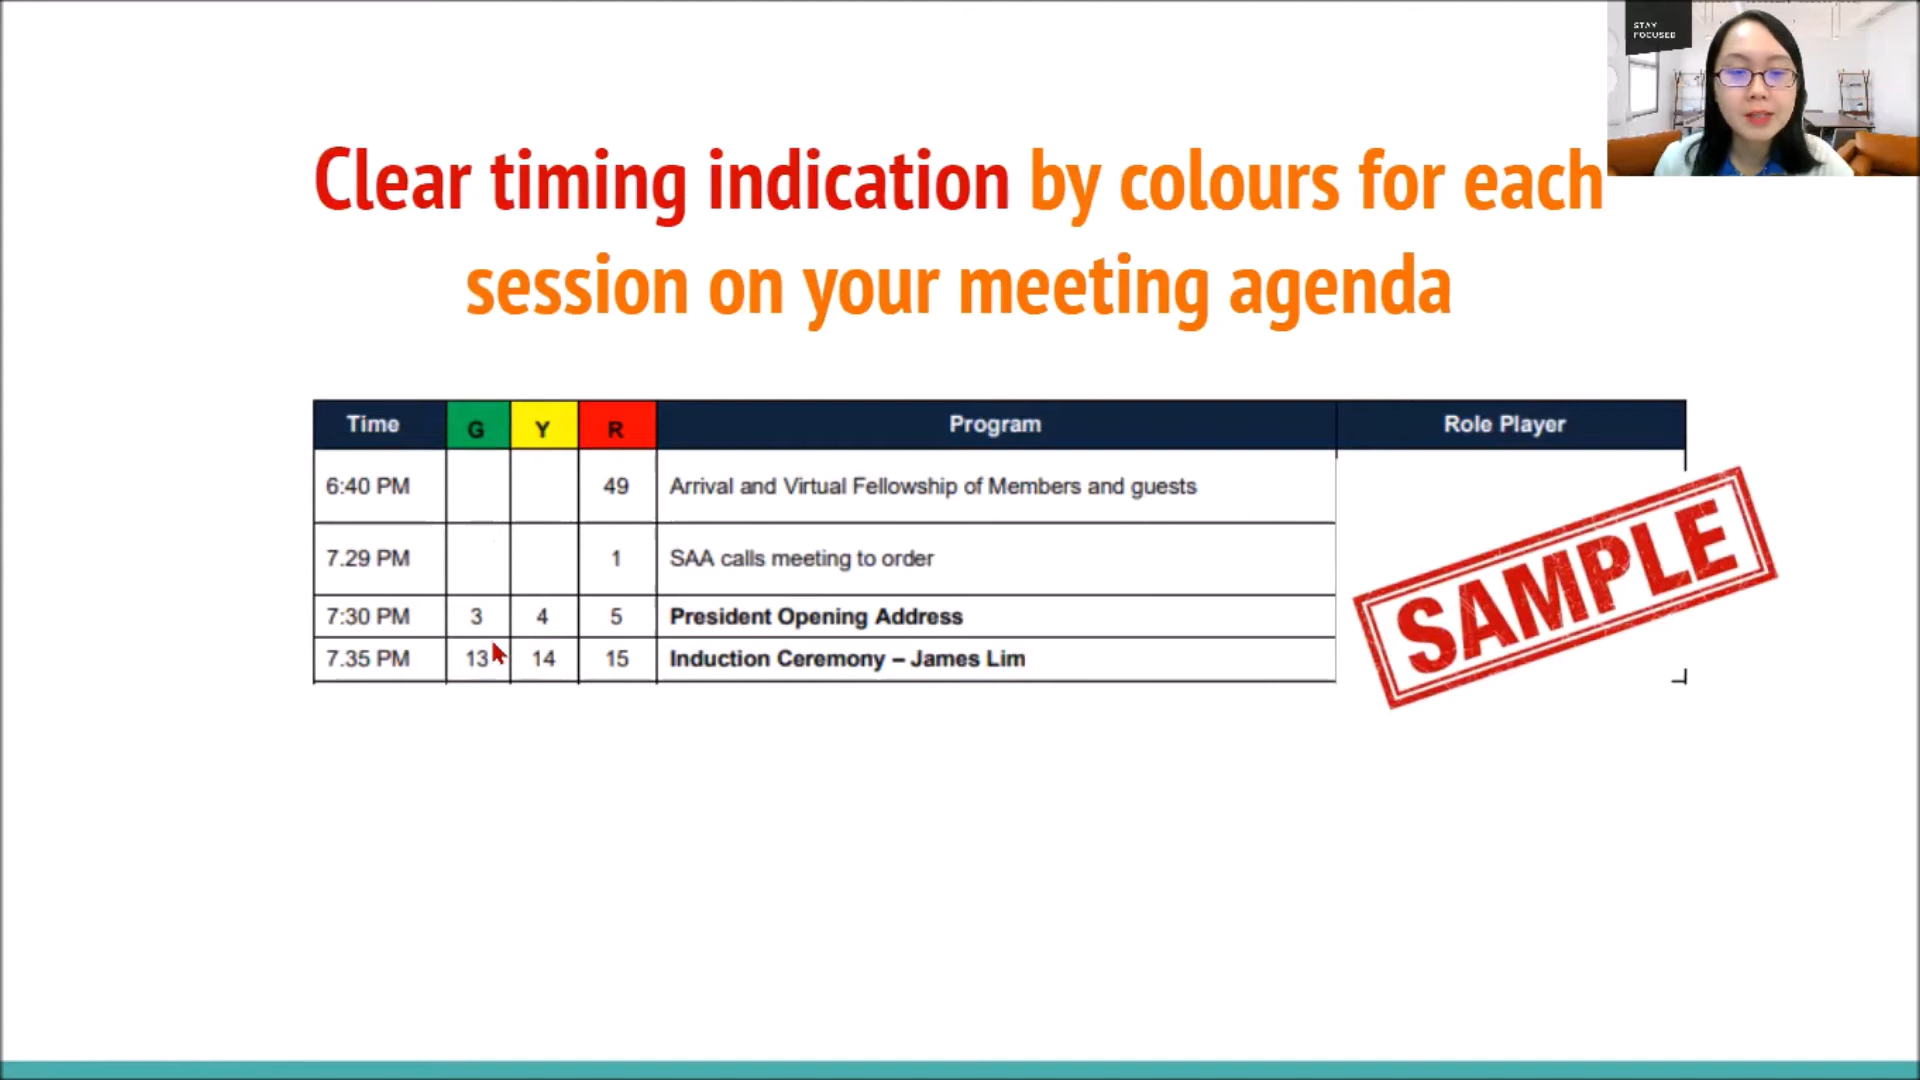 STAY
FOCUSED
Clear timing indication by colours for each
session on your meeting agenda
Time G Y R Program Role Player
6:40 PM 49 Arrival and Virtual Fellowship of Members and guests
7.29 PM 1 SAA calls meeting to order
7:30 PM 3 4 5 President Opening Address
7.35 PM 13 14 15 Induction Ceremony – James Lim
SAMPLE